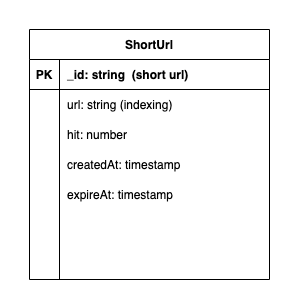 ShortUrl
PK _id: string (short url)
url: string (indexing)
hit: number
createdAt: timestamp
expireAt: timestamp